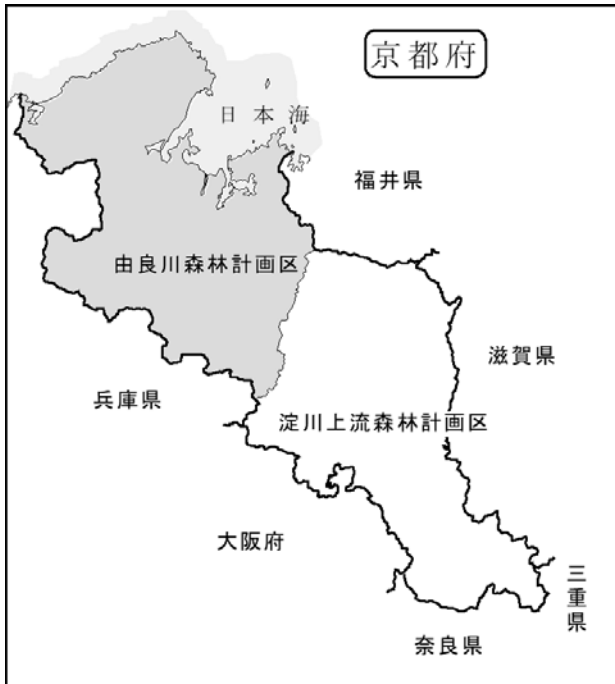 京都府
日本海
福井県
由良川森林計画区
滋賀県
兵庫県
淀川上流森林計画区
大阪府
三重県
奈良県